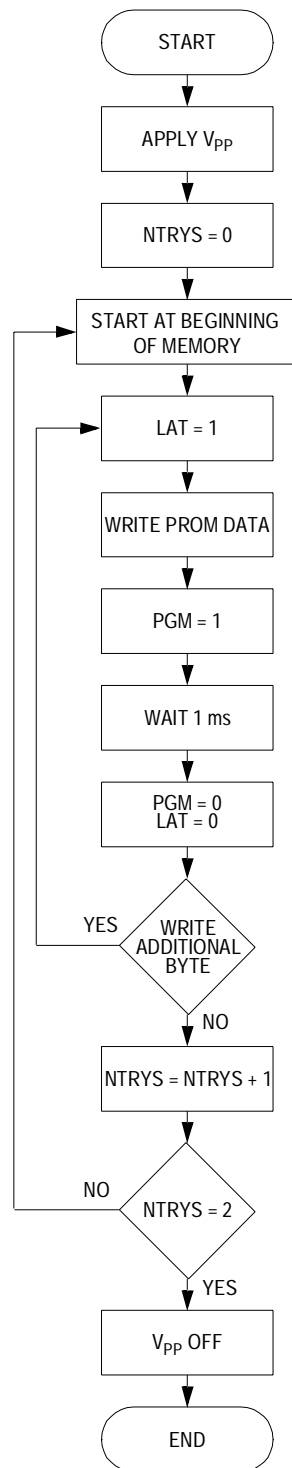 START
APPLY VPP
NTRYS = 0
START AT BEGINNING
OF MEMORY
LAT = 1
WRITE PROM DATA
PGM = 1
WAIT 1 ms
PGM = 0
LAT = 0
YES
WRITE
ADDITIONAL
BYTE
NO
NTRYS = NTRYS + 1
NO
NTRYS = 2
YES
VPP OFF
END